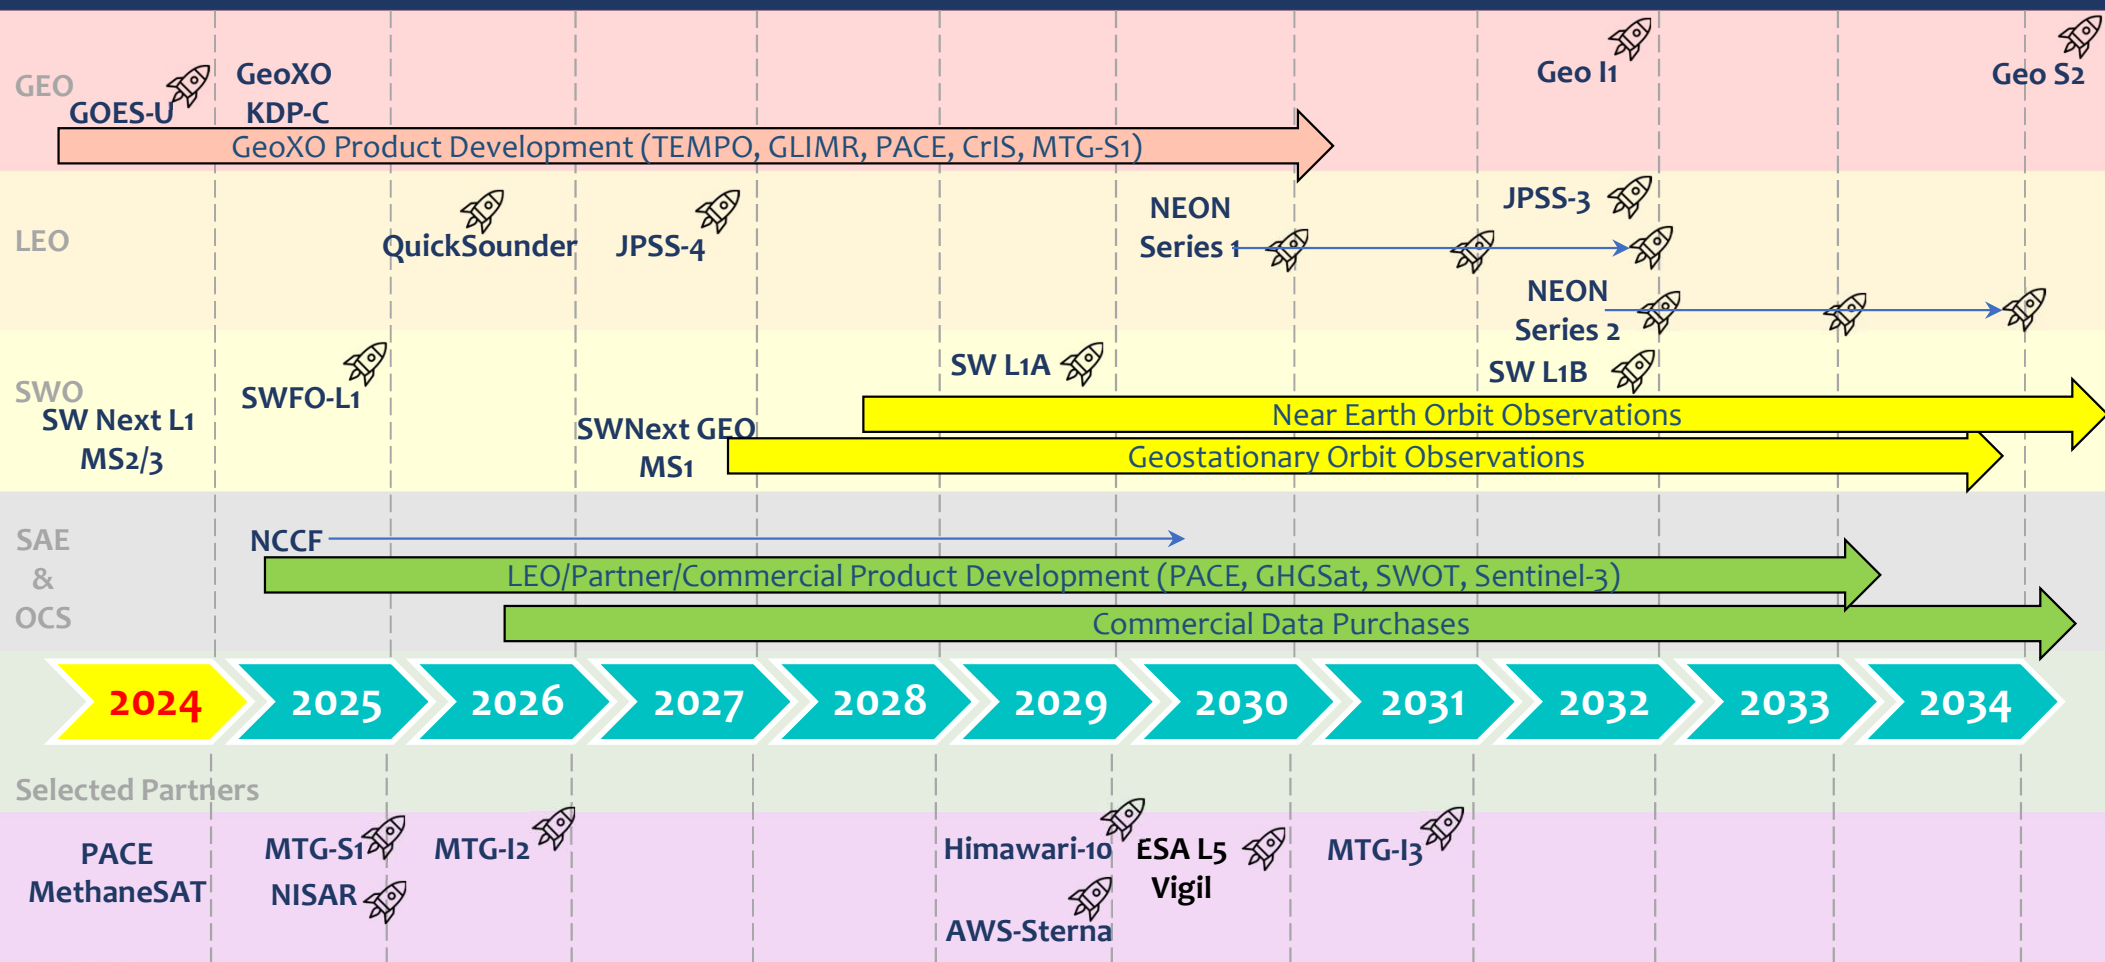 GEO
GOES-U
GeoXO
KDP-C
Geo I1
Geo S2
GeoXO Product Development (TEMPO, GLIMR, PACE, CrIS, MTG-S1)
LEO
QuickSounder
JPSS-4
NEON
Series 1
JPSS-3
NEON
Series 2
SWO
SW Next L1
MS2/3
SWFO-L1
SWNext GEO
MS1
SW L1A
SW L1B
Near Earth Orbit Observations
Geostationary Orbit Observations
SAE
&
OCS
NCCF
LEO/Partner/Commercial Product Development (PACE, GHGSat, SWOT, Sentinel-3)
Commercial Data Purchases
2024
2025
2026
2027
2028
2029
2030
2031
2032
2033
2034
Selected Partners
PACE
MethaneSAT
MTG-S1
NISAR
MTG-I2
Himawari-10
AWS-Sterna
ESA L5
Vigil
MTG-I3